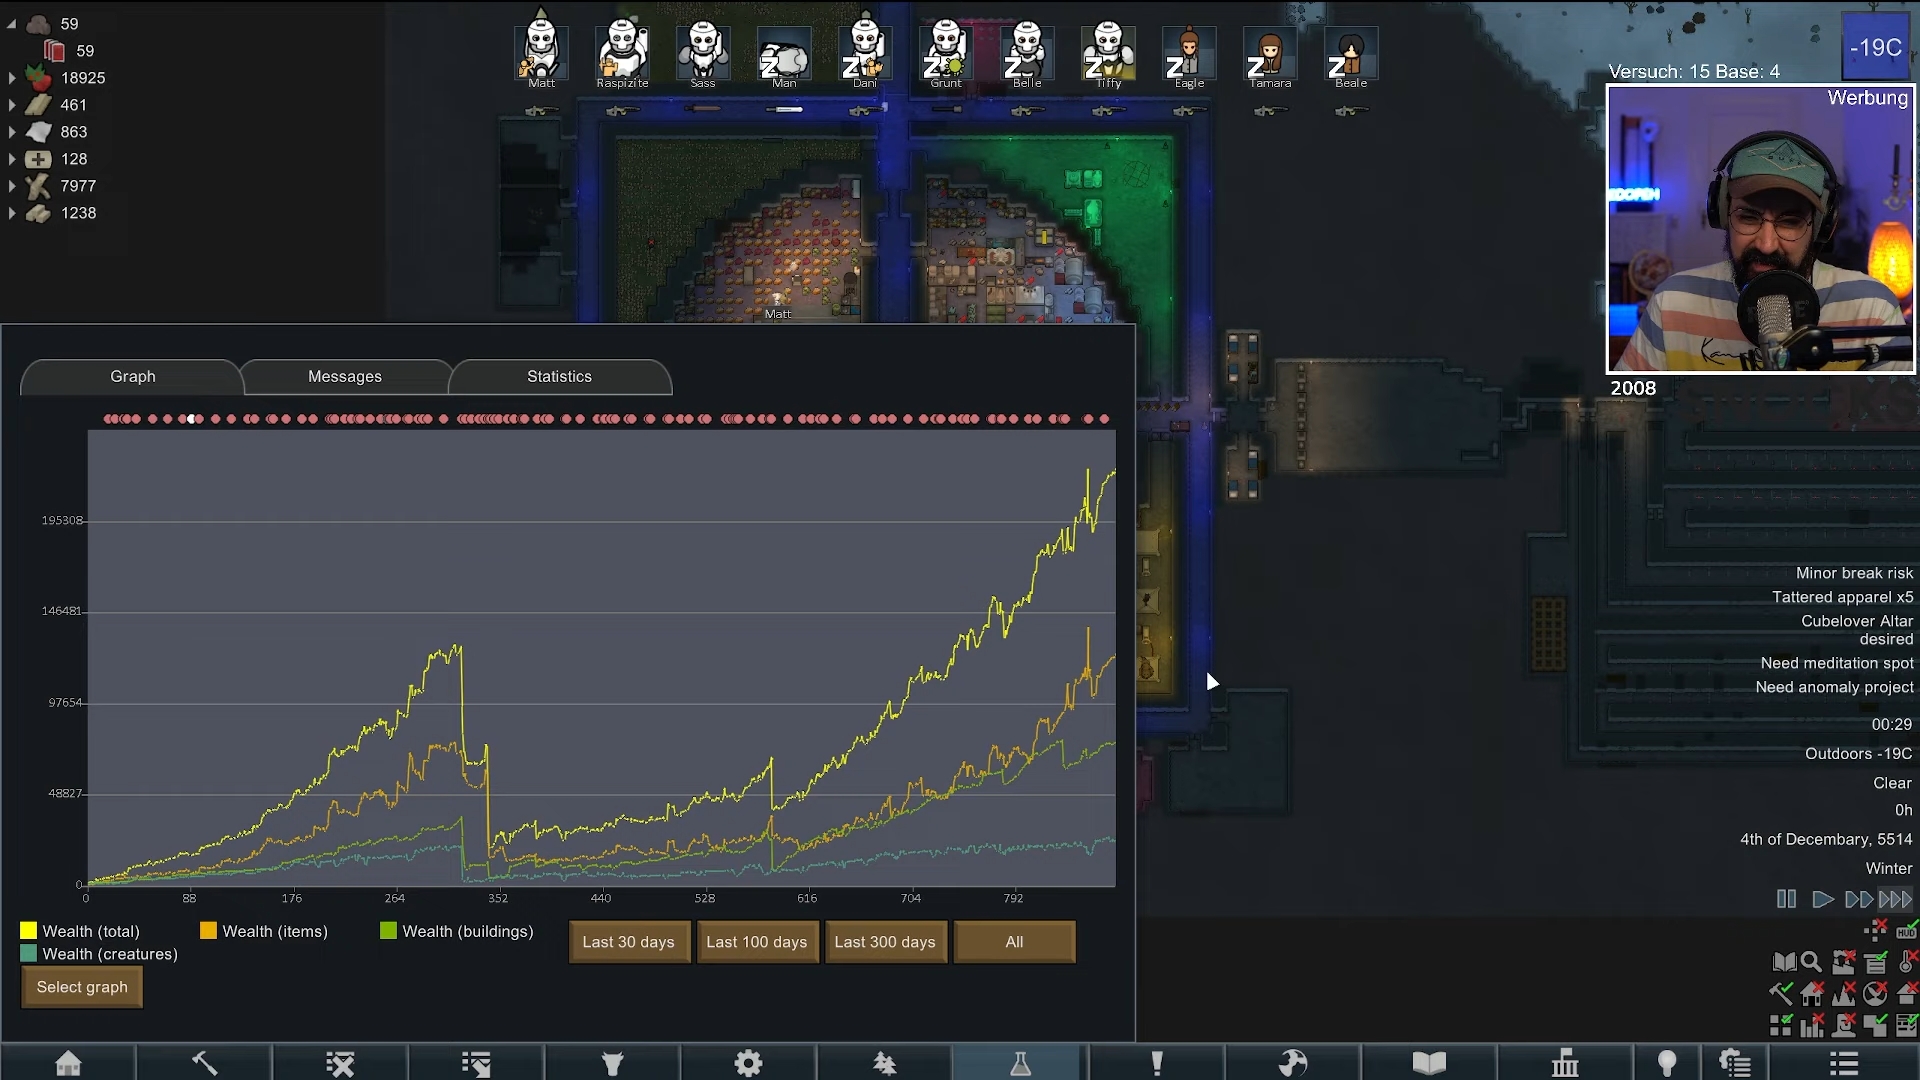 59
59
18925
461
863
128
7977
1238
Matt
Raspizite
Sass
Man
Dani
Grunt
Belle
Tiffy
Eagle
Tamara
Beale
Z
Z
Z
Z
Z
Z
Z
Z
-19C
Versuch: 15 Base: 4
Werbung
2008
Matt
Graph
Messages
Statistics
195308
146481
97654
48827
0
0
88
176
264
352
440
528
616
704
792
Wealth (total)
Wealth (items)
Wealth (buildings)
Wealth (creatures)
Last 30 days
Last 100 days
Last 300 days
All
Select graph
Minor break risk
Tattered apparel x5
Cubelover Altar
desired
Need meditation spot
Need anomaly project
00:29
Outdoors -19C
Clear
0h
4th of Decembary, 5514
Winter
HUD